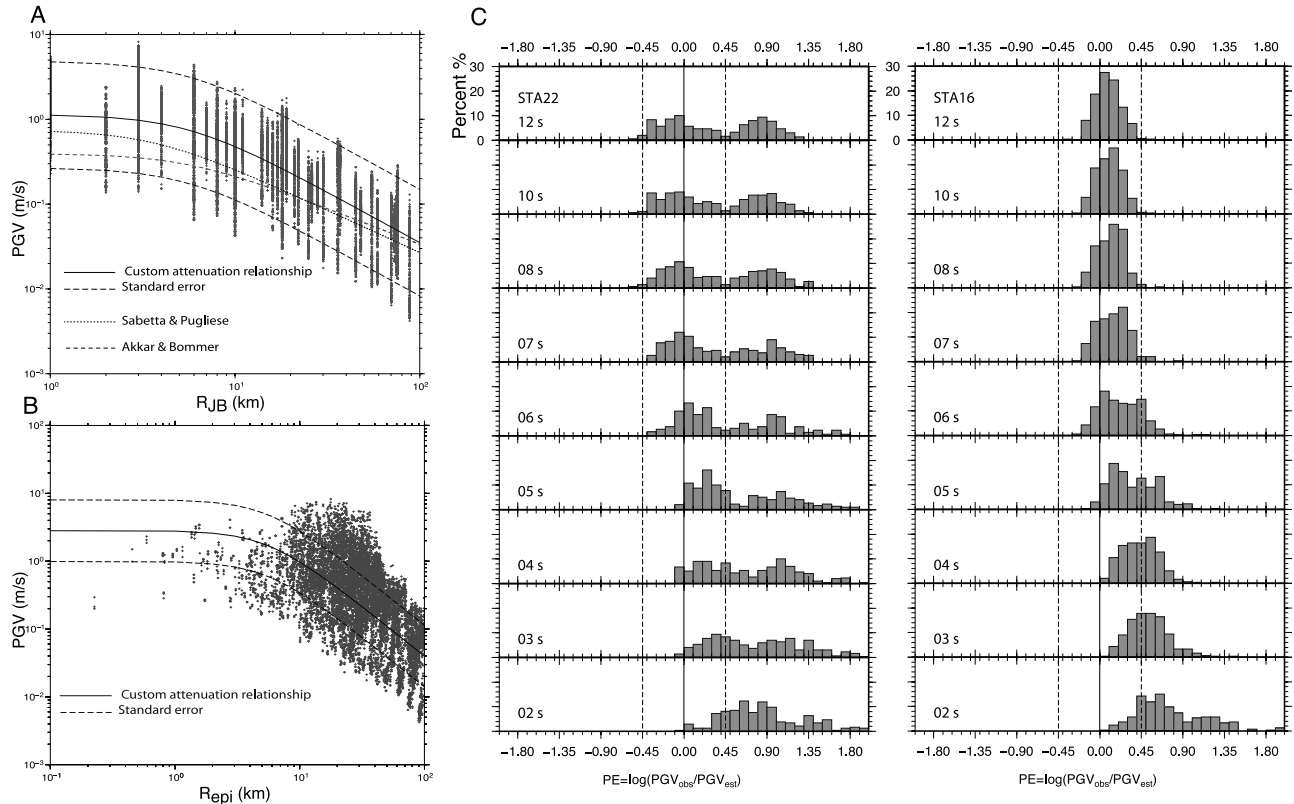 A
PGV (m/s)
10²
10¹
10⁰
10⁻¹
10⁻²
10⁻³
Custom attenuation relationship
Standard error
Sabetta & Pugliese
Akkar & Bommer
10⁰ 10¹ 10²
R_JB (km)
B
PGV (m/s)
10²
10¹
10⁰
10⁻¹
10⁻²
10⁻³
Custom attenuation relationship
Standard error
10⁻¹ 10⁰ 10¹ 10²
R_epi (km)
C
−1.80 −1.35 −0.90 −0.45 0.00 0.45 0.90 1.35 1.80
Percent %
30
20
10
0
STA22
12 s
10 s
08 s
07 s
06 s
05 s
04 s
03 s
02 s
−1.80 −1.35 −0.90 −0.45 0.00 0.45 0.90 1.35 1.80
PE=log(PGV_obs/PGV_est)
−1.80 −1.35 −0.90 −0.45 0.00 0.45 0.90 1.35 1.80
30
20
10
0
STA16
12 s
10 s
08 s
07 s
06 s
05 s
04 s
03 s
02 s
−1.80 −1.35 −0.90 −0.45 0.00 0.45 0.90 1.35 1.80
PE=log(PGV_obs/PGV_est)